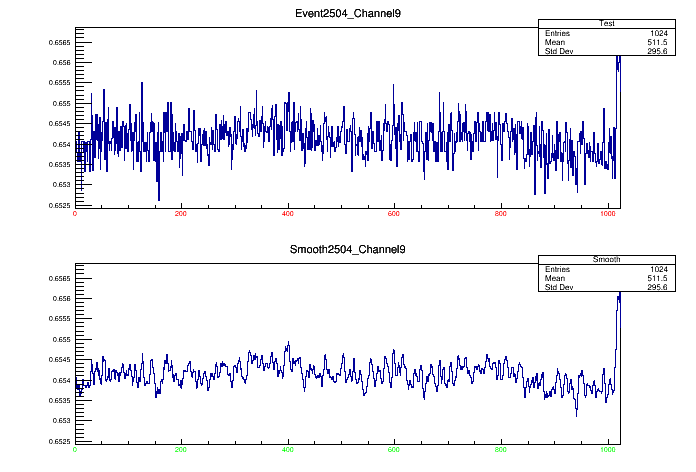 Event2504_Channel9
Test
Entries 1024
Mean 511.5
Std Dev 295.6
0.6565
0.656
0.6555
0.655
0.6545
0.654
0.6535
0.653
0.6525
0 200 400 600 800 1000
Smooth2504_Channel9
Smooth
Entries 1024
Mean 511.5
Std Dev 295.6
0.6565
0.656
0.6555
0.655
0.6545
0.654
0.6535
0.653
0.6525
0 200 400 600 800 1000